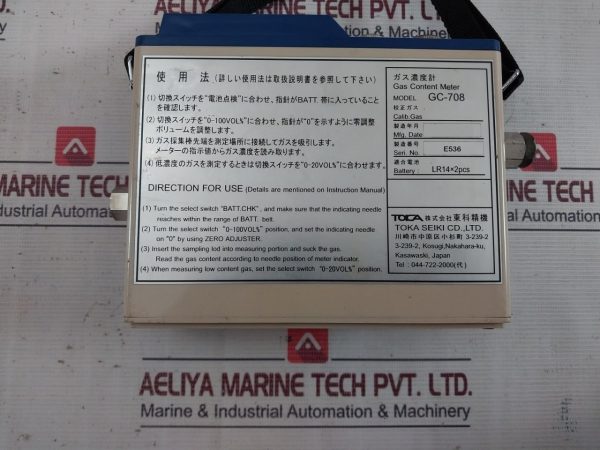 使用法 (詳しい使用法は取扱説明書を参照して下さい)
(1) 切換スイッチを"電池点検"に合わせ、指針がBATT. 帯に入っていること
を確認します。
(2) 切換スイッチを"0-100VOL%"に合わせ、指針が"0"を示すように零調整
ボリュームを調整します。
(3) ガス採集棒先端を測定場所に接続してガスを吸引します。
メーターの指示値からガス濃度を読み取ります。
(4) 低濃度のガスを測定するときは切換スイッチを"0-20VOL%"に合わせます。
DIRECTION FOR USE (Details are mentioned on Instruction Manual)
(1) Turn the select switch "BATT.CHK", and make sure that the indicating needle
reaches within the range of BATT. belt.
(2) Turn the select switch "0-100VOL%" position, and set the indicating needle
on "0" by using ZERO ADJUSTER.
(3) Insert the sampling lod into measuring portion and suck the gas.
Read the gas content according to needle position of meter indicator.
(4) When measuring low content gas, set the select switch "0-20VOL%" position.
ガス濃度計
Gas Content Meter
MODEL GC-708
校正ガス
Calib.Gas
製造年月
Mfg. Date
製造番号
Seri. No. E536
適合電池
Battery : LR14×2pcs
TOKA 株式会社 東科精機
TOKA SEIKI CO.,LTD.
川崎市中原区小杉町3-239-2
3-239-2, Kosugi,Nakahara-ku,
Kasawaski, Japan
Tel : 044-722-2000(代)
AELIYA MARINE TECH PVT. LTD.
Marine & Industrial Automation & Machinery